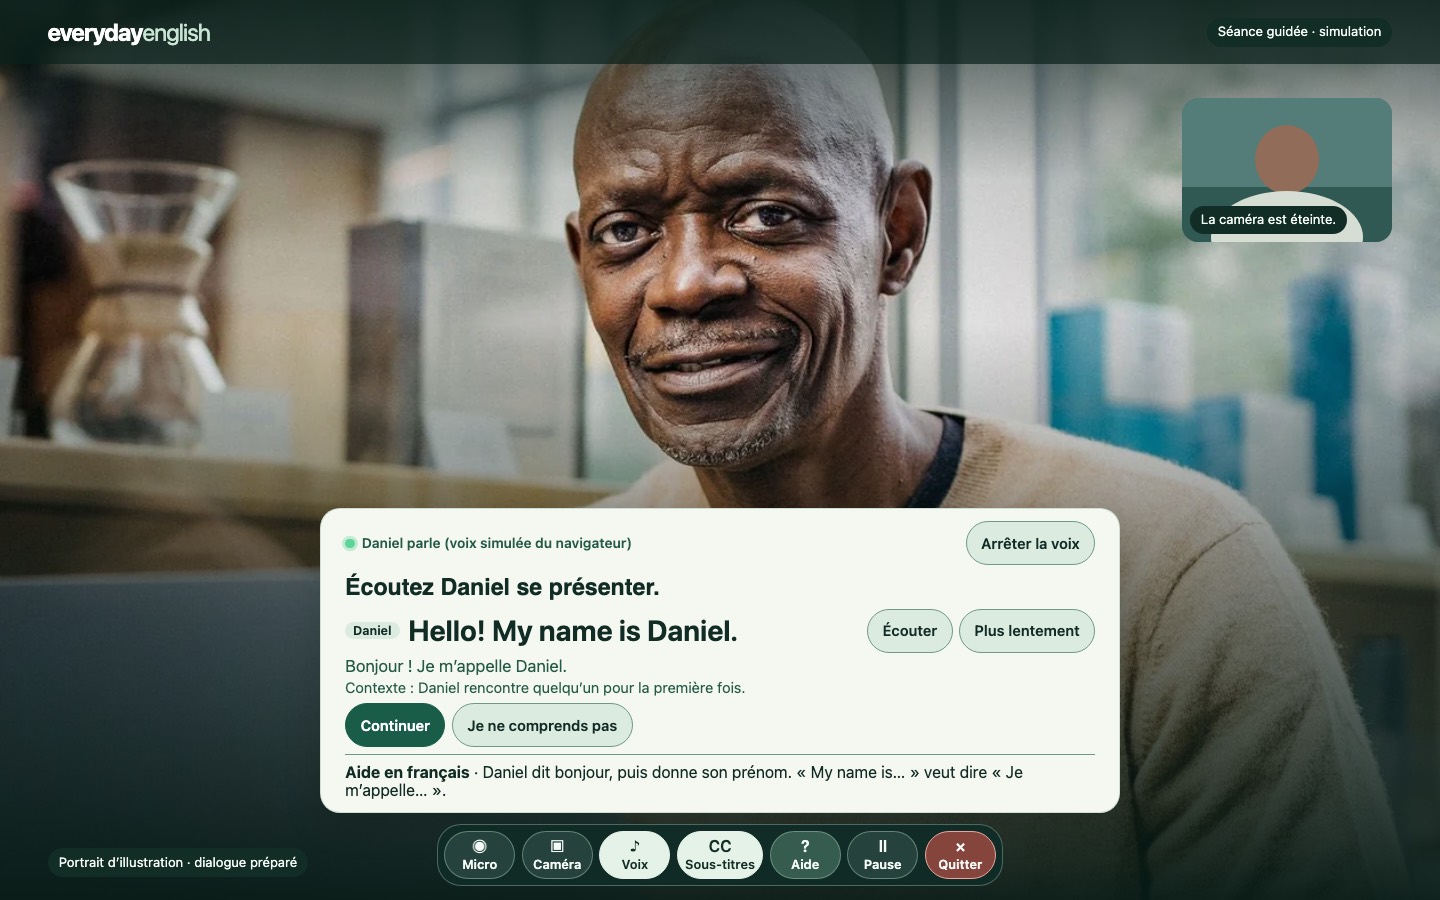 everydayenglish
Séance guidée · simulation
La caméra est éteinte.
Daniel parle (voix simulée du navigateur)
Arrêter la voix
Écoutez Daniel se présenter.
Daniel Hello! My name is Daniel.
Écouter
Plus lentement
Bonjour ! Je m’appelle Daniel.
Contexte : Daniel rencontre quelqu’un pour la première fois.
Continuer
Je ne comprends pas
Aide en français · Daniel dit bonjour, puis donne son prénom. « My name is... » veut dire « Je
m’appelle... ».
Portrait d’illustration · dialogue préparé
Micro
Caméra
Voix
CC
Sous-titres
?
Aide
Pause
×
Quitter